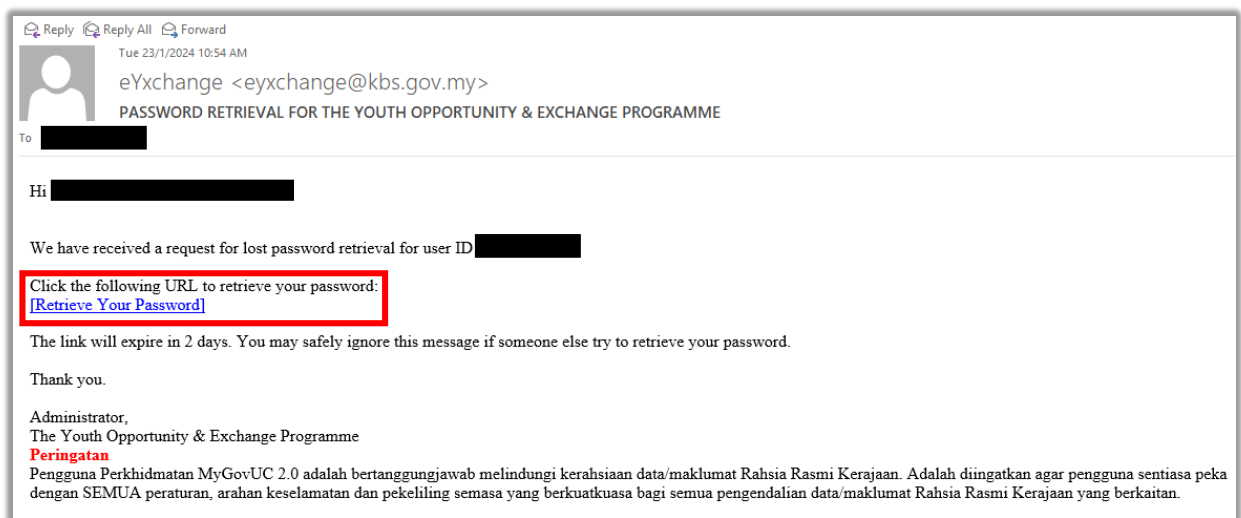 Reply Reply All Forward
Tue 23/1/2024 10:54 AM
eYxchange <eyxchange@kbs.gov.my>
PASSWORD RETRIEVAL FOR THE YOUTH OPPORTUNITY & EXCHANGE PROGRAMME
To
Hi
We have received a request for lost password retrieval for user ID
Click the following URL to retrieve your password:
[Retrieve Your Password]
The link will expire in 2 days. You may safely ignore this message if someone else try to retrieve your password.
Thank you.
Administrator,
The Youth Opportunity & Exchange Programme
Peringatan
Pengguna Perkhidmatan MyGovUC 2.0 adalah bertanggungjawab melindungi kerahsiaan data/maklumat Rahsia Rasmi Kerajaan. Adalah diingatkan agar pengguna sentiasa peka
dengan SEMUA peraturan, arahan keselamatan dan pekeliling semasa yang berkuatkuasa bagi semua pengendalian data/maklumat Rahsia Rasmi Kerajaan yang berkaitan.